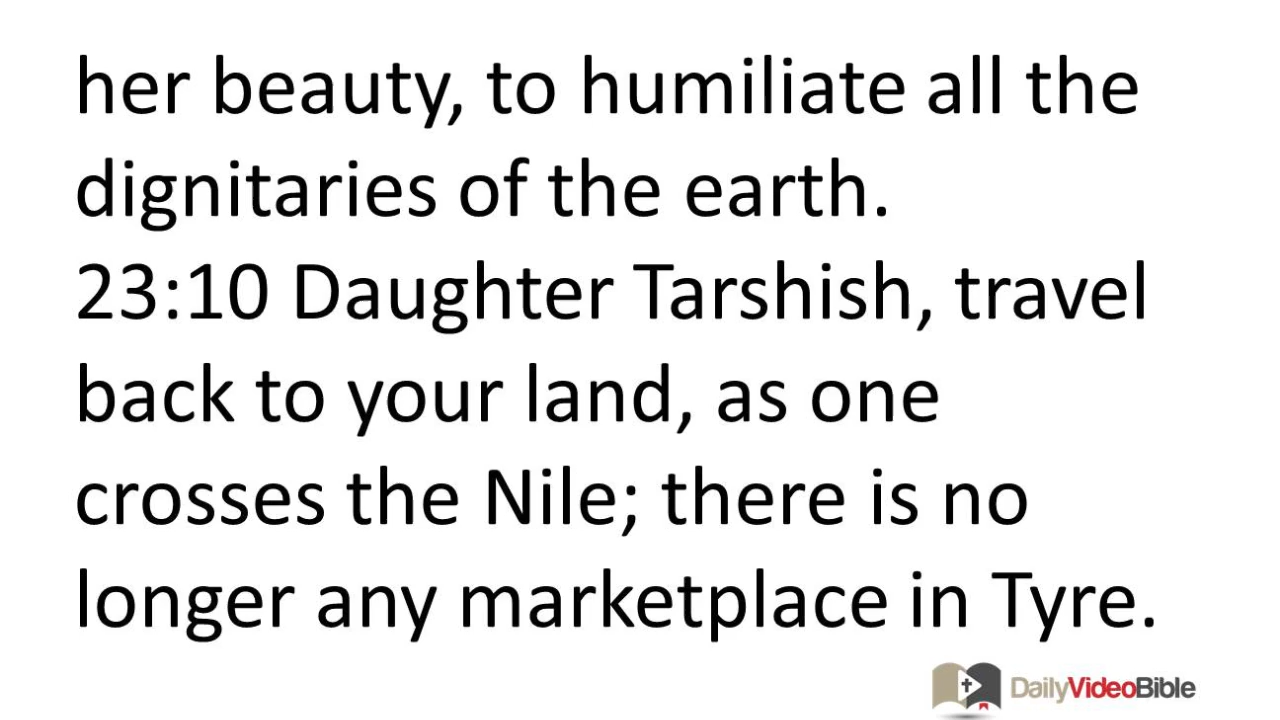 her beauty, to humiliate all the
dignitaries of the earth.
23:10 Daughter Tarshish, travel
back to your land, as one
crosses the Nile; there is no
longer any marketplace in Tyre.
DailyVideoBible